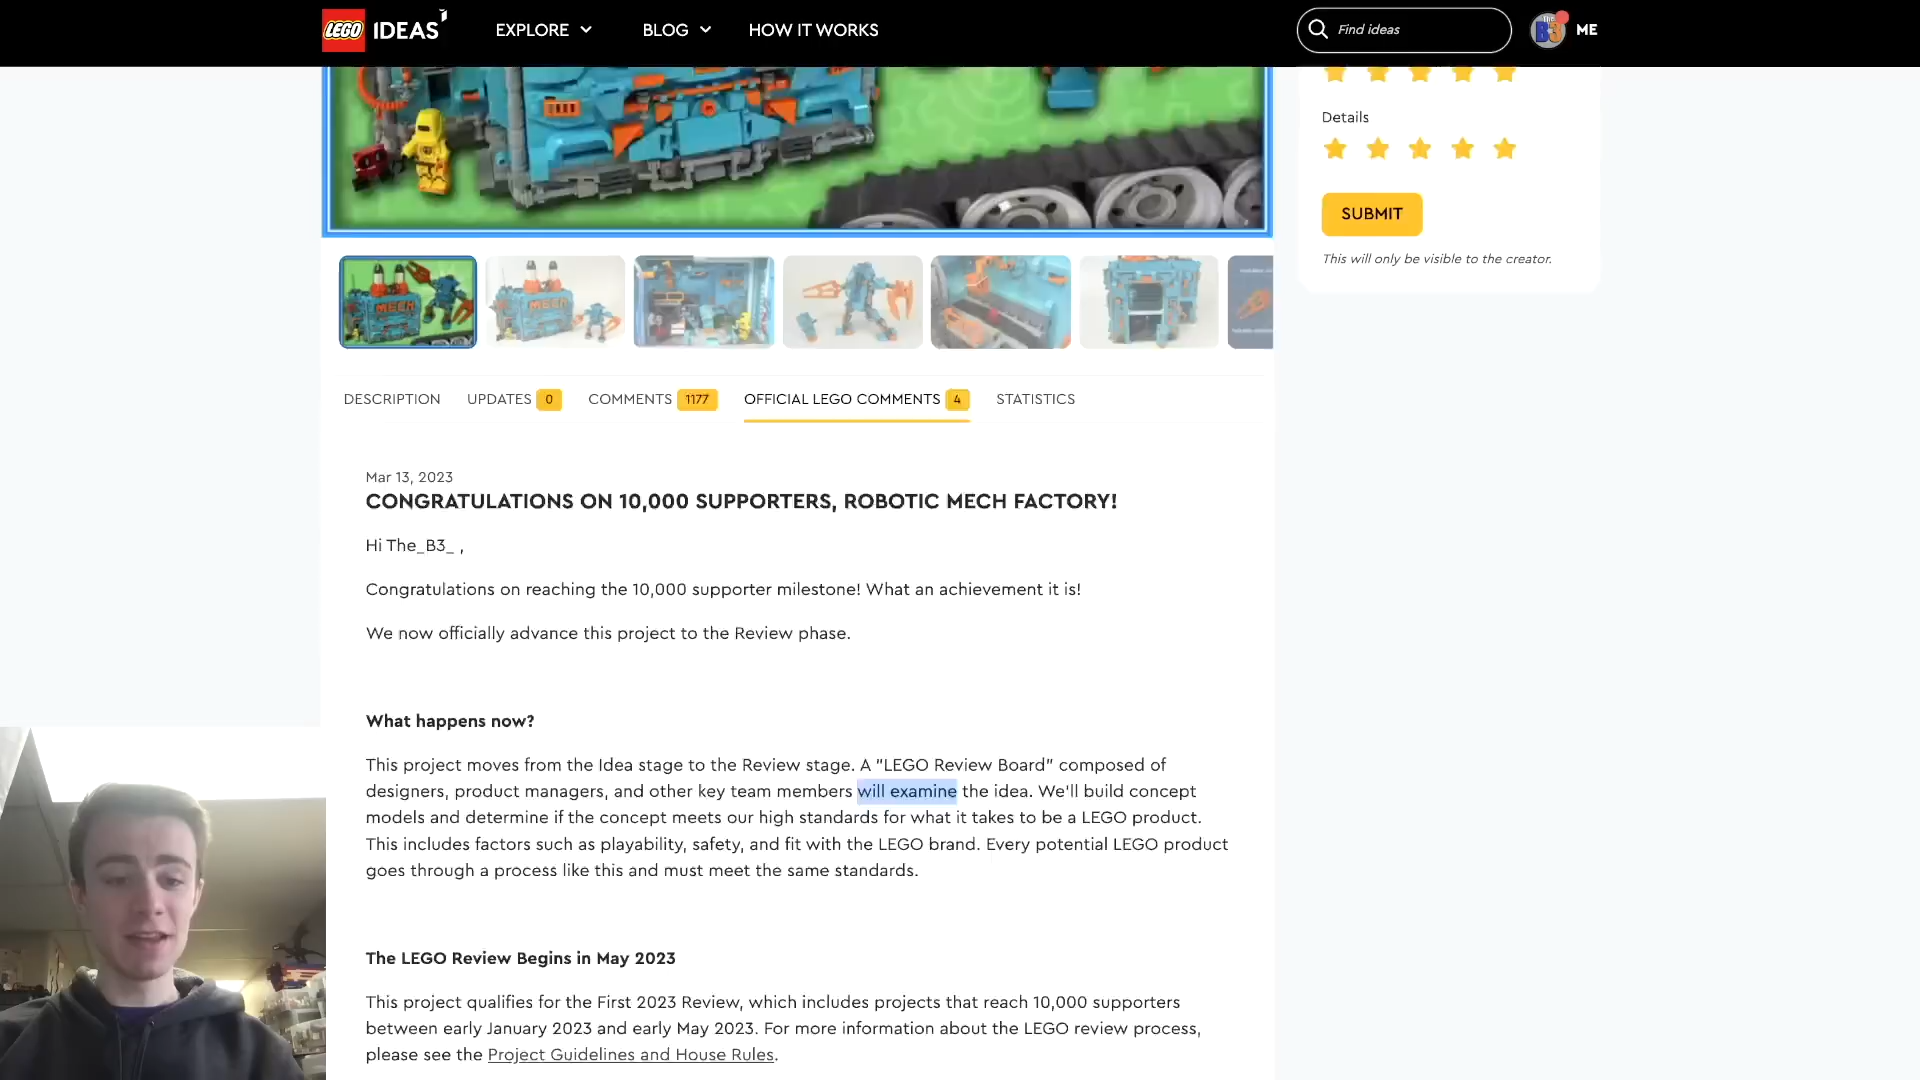 LEGO IDEAS EXPLORE BLOG HOW IT WORKS Find ideas The B3 ME
MECH
Details
SUBMIT
This will only be visible to the creator.
MECH MECH
DESCRIPTION UPDATES 0 COMMENTS 1177 OFFICIAL LEGO COMMENTS 4 STATISTICS
Mar 13, 2023
CONGRATULATIONS ON 10,000 SUPPORTERS, ROBOTIC MECH FACTORY!
Hi The_B3_ ,
Congratulations on reaching the 10,000 supporter milestone! What an achievement it is!
We now officially advance this project to the Review phase.
What happens now?
This project moves from the Idea stage to the Review stage. A "LEGO Review Board" composed of
designers, product managers, and other key team members will examine the idea. We'll build concept
models and determine if the concept meets our high standards for what it takes to be a LEGO product.
This includes factors such as playability, safety, and fit with the LEGO brand. Every potential LEGO product
goes through a process like this and must meet the same standards.
The LEGO Review Begins in May 2023
This project qualifies for the First 2023 Review, which includes projects that reach 10,000 supporters
between early January 2023 and early May 2023. For more information about the LEGO review process,
please see the Project Guidelines and House Rules.